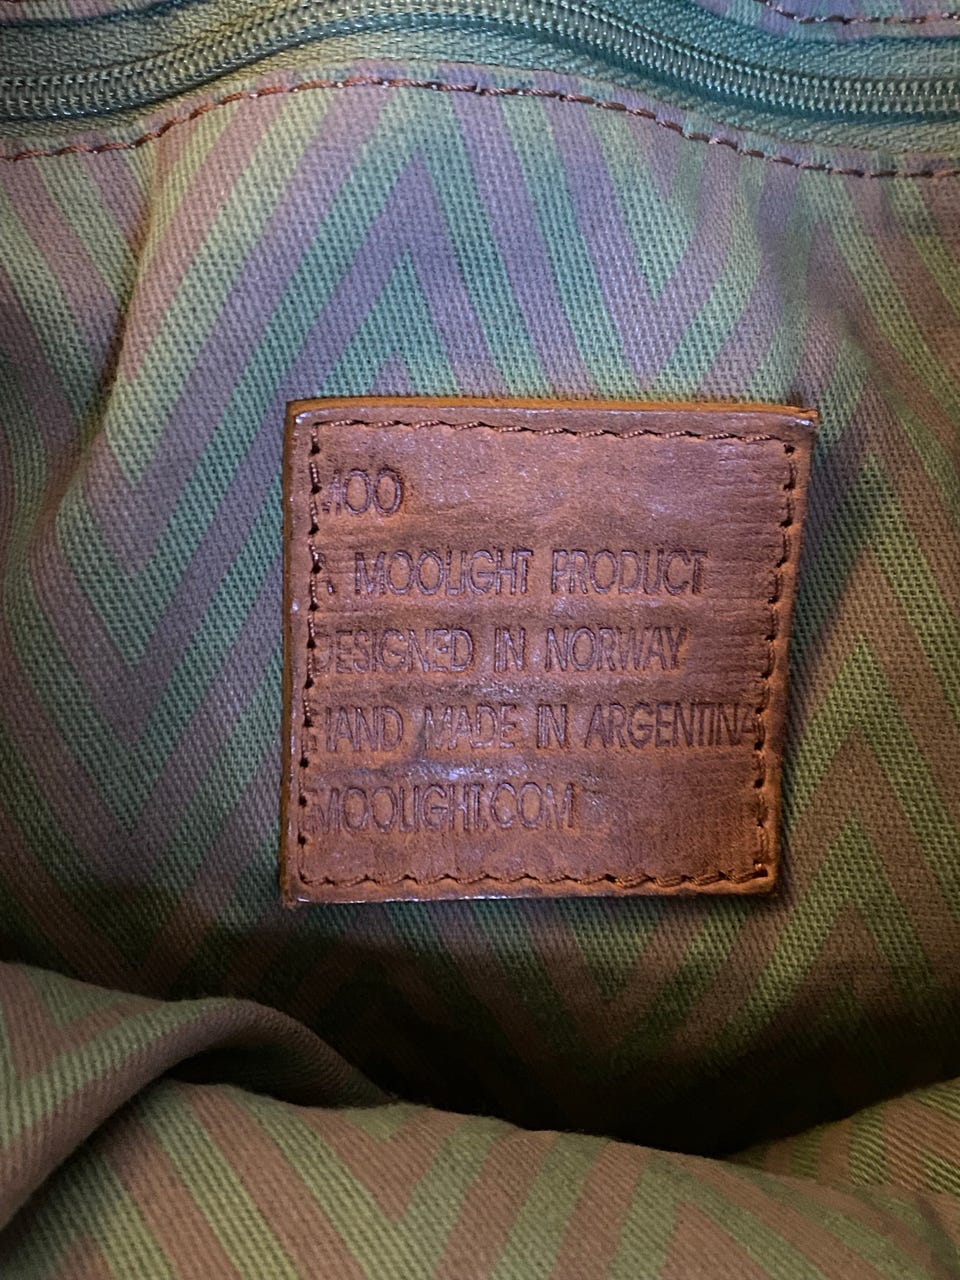 MOO
A MOOLIGHT PRODUCT
DESIGNED IN NORWAY
HAND MADE IN ARGENTINA
MOOLIGHT.COM